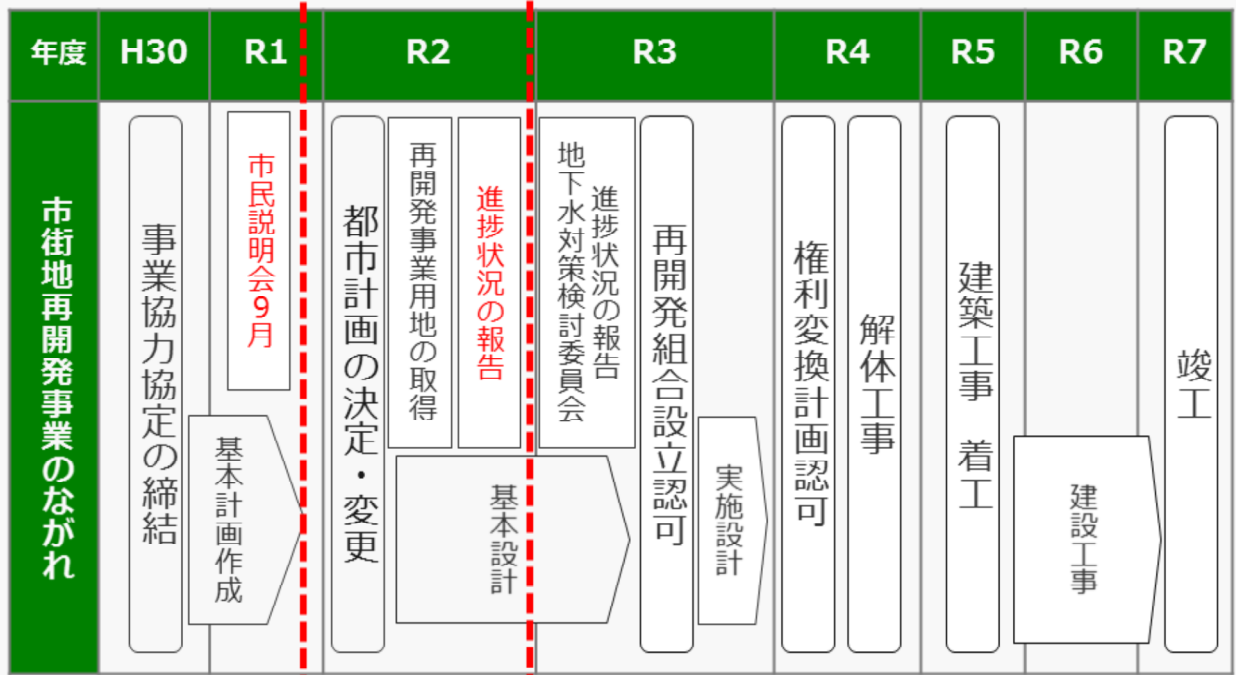 年度
H30
R1
R2
R3
R4
R5
R6
R7
市街地再開発事業のながれ
事業協力協定の締結
市民説明会9月
基本計画作成
都市計画の決定・変更
再開発事業用地の取得
進捗状況の報告
基本設計
進捗状況の報告
地下水対策検討委員会
再開発組合設立認可
実施設計
権利変換計画認可
解体工事
建築工事　着工
建設工事
竣工